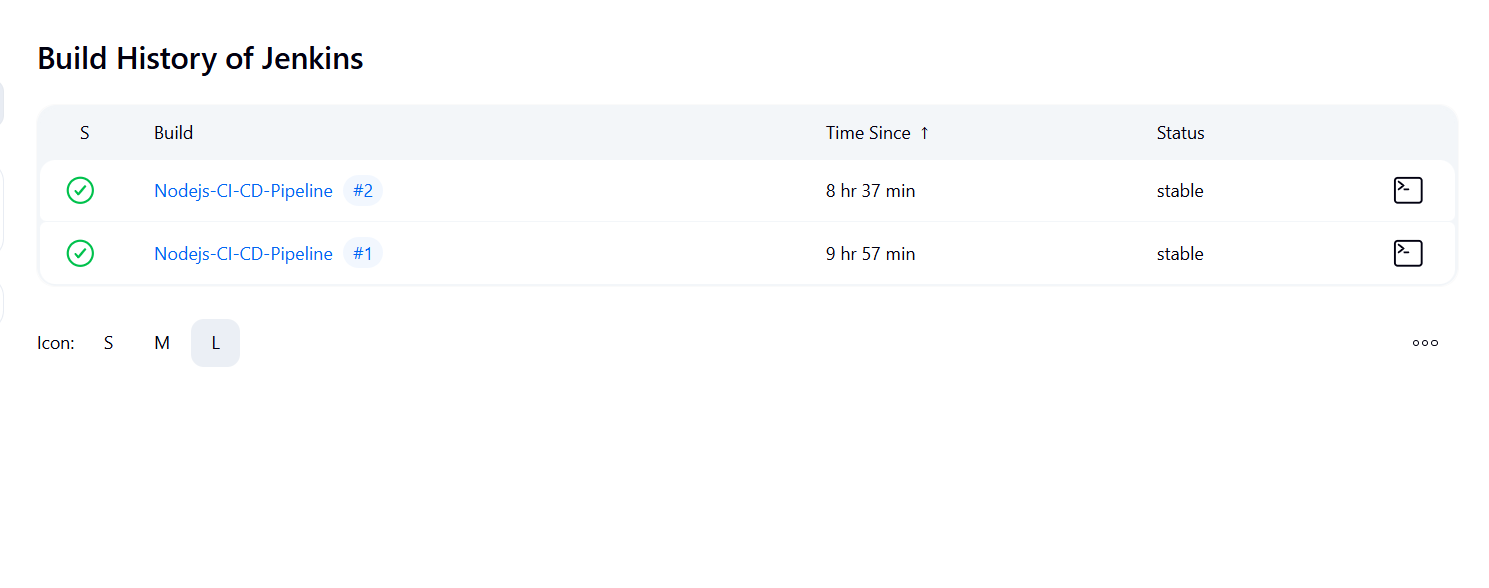 Build History of Jenkins
S Build Time Since ↑ Status
Nodejs-CI-CD-Pipeline #2 8 hr 37 min stable
Nodejs-CI-CD-Pipeline #1 9 hr 57 min stable
Icon: S M L